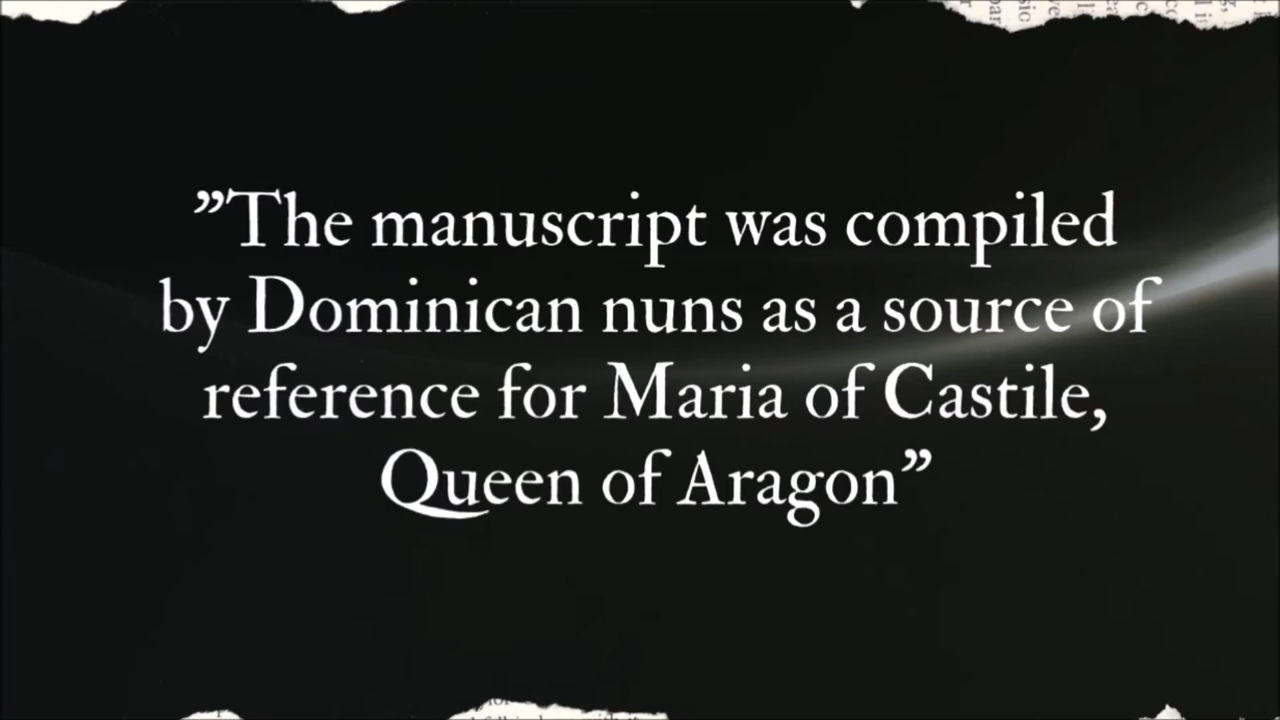 ”The manuscript was compiled
by Dominican nuns as a source of
reference for Maria of Castile,
Queen of Aragon”